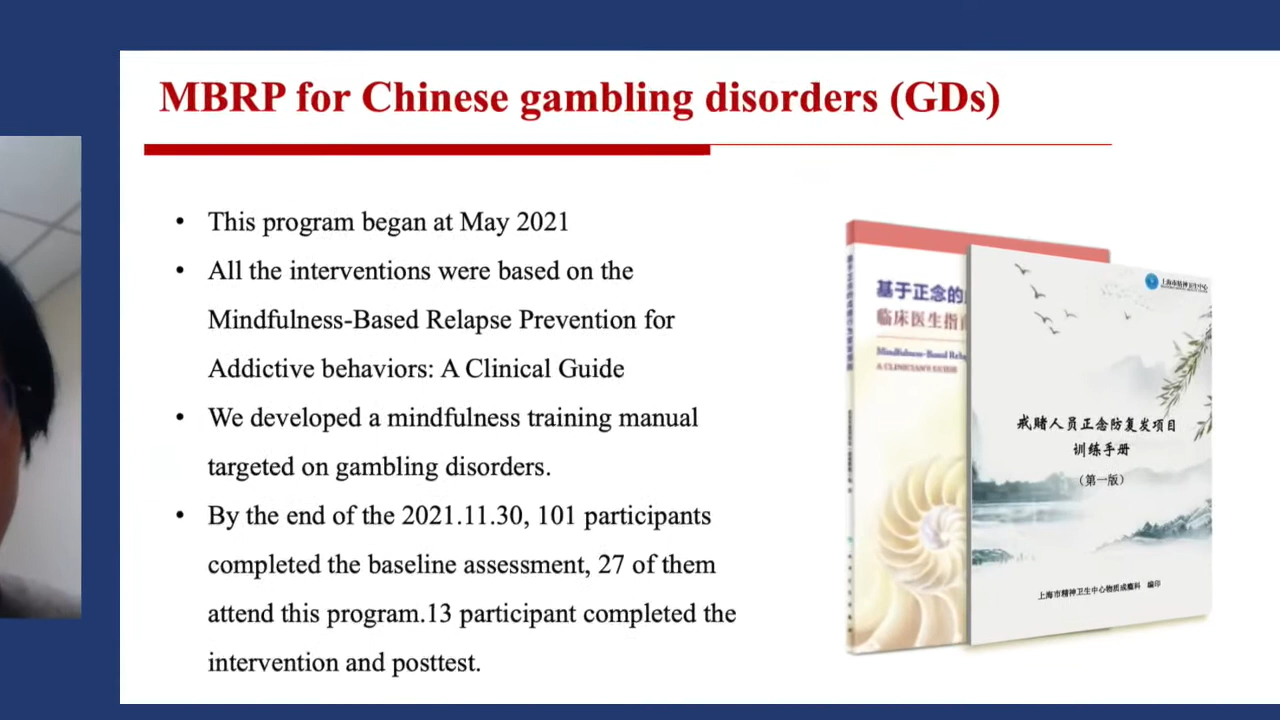 MBRP for Chinese gambling disorders (GDs)
• This program began at May 2021
• All the interventions were based on the
Mindfulness-Based Relapse Prevention for
Addictive behaviors: A Clinical Guide
• We developed a mindfulness training manual
targeted on gambling disorders.
• By the end of the 2021.11.30, 101 participants
completed the baseline assessment, 27 of them
attend this program.13 participant completed the
intervention and posttest.
基于正念的
临床医生指
Mindfulness-Based
A CLINICIAN'S GUIDE
上海市精神卫生中心
戒赌人员正念防复发项目
训练手册
(第一版)
上海市精神卫生中心物质成瘾科 编印